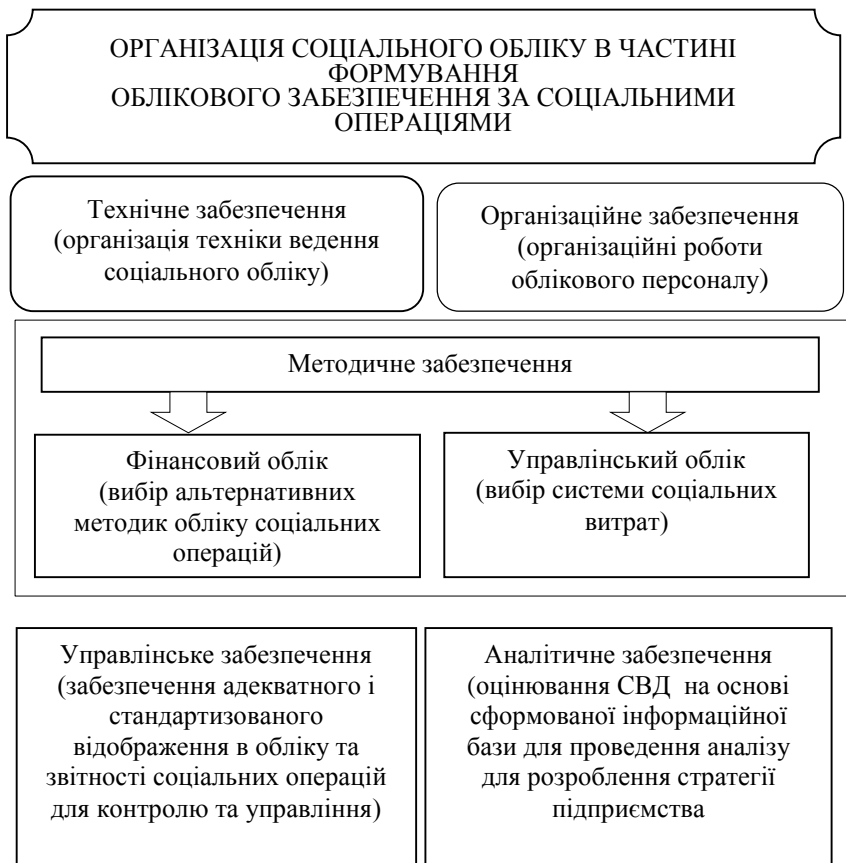 ОРГАНІЗАЦІЯ СОЦІАЛЬНОГО ОБЛІКУ В ЧАСТИНІ
ФОРМУВАННЯ
ОБЛІКОВОГО ЗАБЕЗПЕЧЕННЯ ЗА СОЦІАЛЬНИМИ
ОПЕРАЦІЯМИ
Технічне забезпечення
(організація техніки ведення
соціального обліку)
Організаційне забезпечення
(організаційні роботи
облікового персоналу)
Методичне забезпечення
Фінансовий облік
(вибір альтернативних
методик обліку соціальних
операцій)
Управлінський облік
(вибір системи соціальних
витрат)
Управлінське забезпечення
(забезпечення адекватного і
стандартизованого
відображення в обліку та
звітності соціальних операцій
для контролю та управління)
Аналітичне забезпечення
(оцінювання СВД на основі
сформованої інформаційної
бази для проведення аналізу
для розроблення стратегії
підприємства